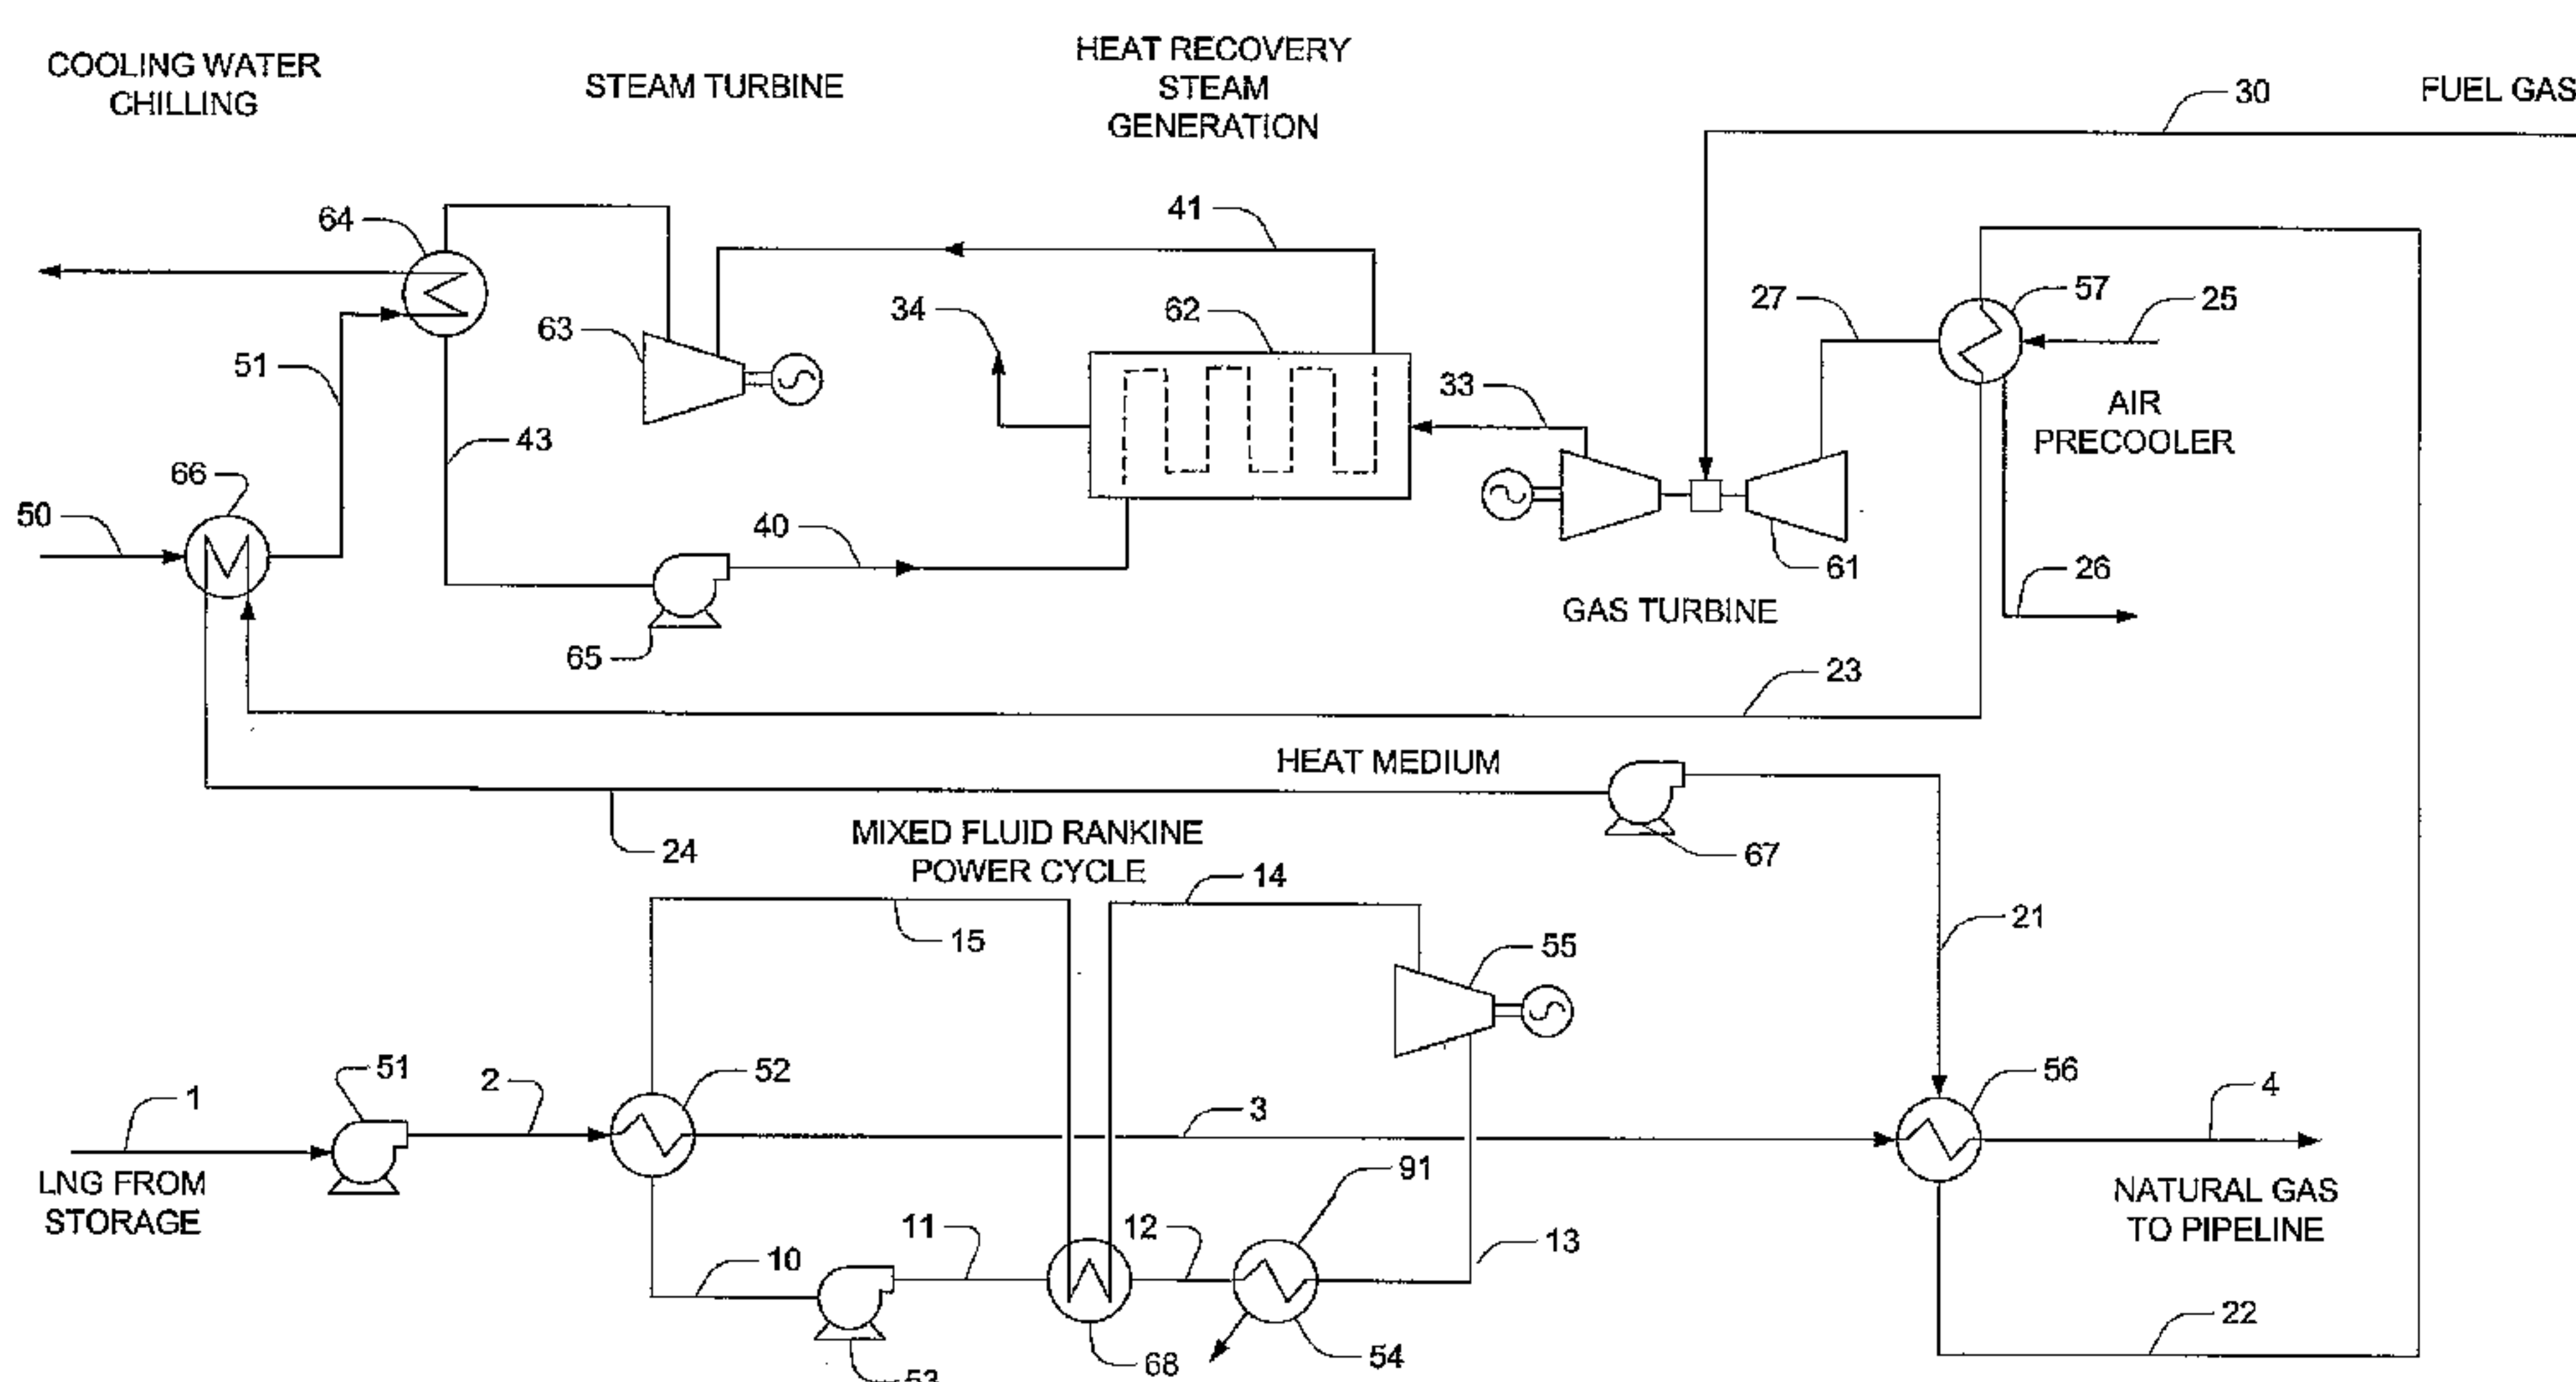 COOLING WATER
CHILLING
STEAM TURBINE
HEAT RECOVERY
STEAM
GENERATION
30
FUEL GAS
64
41
34
62
27
57
25
63
51
33
AIR
PRECOOLER
43
66
50
40
61
26
GAS TURBINE
65
23
HEAT MEDIUM
MIXED FLUID RANKINE
POWER CYCLE
24
67
14
15
21
55
51
2
52
56
4
1
3
LNG FROM
STORAGE
91
NATURAL GAS
TO PIPELINE
11
12
13
10
22
68
54
53